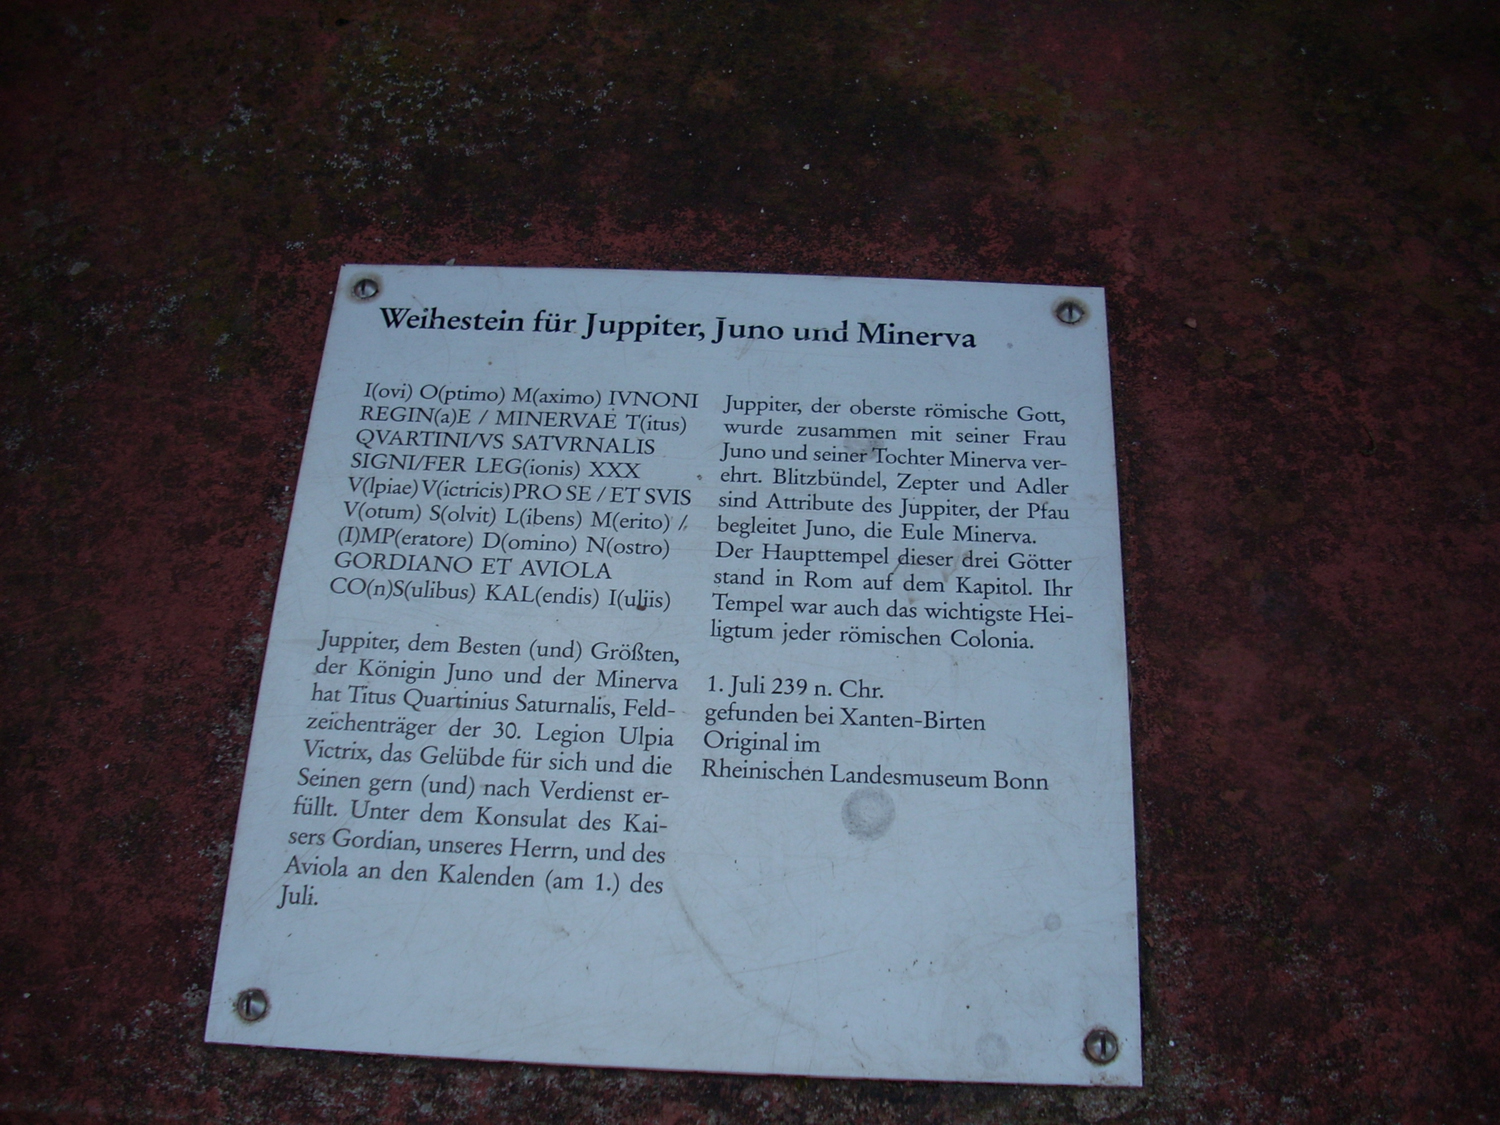 Weihestein für Juppiter, Juno und Minerva
I(ovi) O(ptimo) M(aximo) IVNONI
REGIN(a)E / MINERVAE T(itus)
QVARTINI/VS SATVRNALIS
SIGNI/FER LEG(ionis) XXX
V(lpiae) V(ictricis) PRO SE / ET SVIS
V(otum) S(olvit) L(ibens) M(erito) /
(I)MP(eratore) D(omino) N(ostro)
GORDIANO ET AVIOLA
CO(n)S(ulibus) KAL(endis) I(uliis)
Juppiter, dem Besten (und) Größten,
der Königin Juno und der Minerva
hat Titus Quartinius Saturnalis, Feld-
zeichenträger der 30. Legion Ulpia
Victrix, das Gelübde für sich und die
Seinen gern (und) nach Verdienst er-
füllt. Unter dem Konsulat des Kai-
sers Gordian, unseres Herrn, und des
Aviola an den Kalenden (am 1.) des
Juli.
Juppiter, der oberste römische Gott,
wurde zusammen mit seiner Frau
Juno und seiner Tochter Minerva ver-
ehrt. Blitzbündel, Zepter und Adler
sind Attribute des Juppiter, der Pfau
begleitet Juno, die Eule Minerva.
Der Haupttempel dieser drei Götter
stand in Rom auf dem Kapitol. Ihr
Tempel war auch das wichtigste Hei-
ligtum jeder römischen Colonia.
1. Juli 239 n. Chr.
gefunden bei Xanten-Birten
Original im
Rheinischen Landesmuseum Bonn